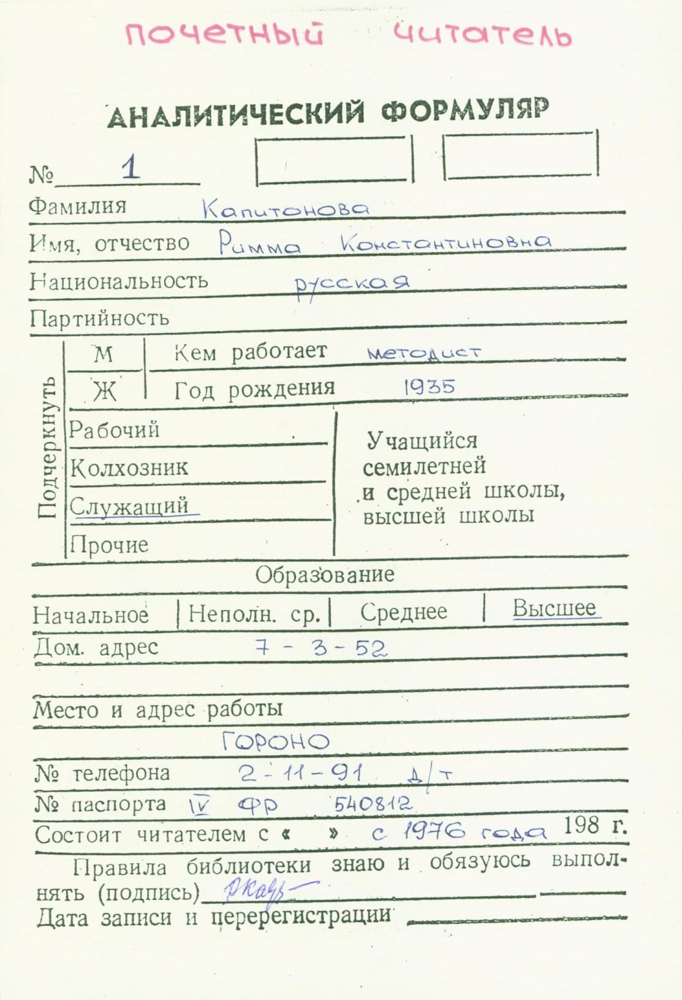 почетный читатель
АНАЛИТИЧЕСКИЙ ФОРМУЛЯР
№ 1
Фамилия Капитонова
Имя, отчество Римма Константиновна
Национальность русская
Партийность
Подчеркнуть
М Кем работает методист
Ж Год рождения 1935
Рабочий
Колхозник
Служащий
Прочие
Учащийся
семилетней
и средней школы,
высшей школы
Образование
Начальное Неполн. ср. Среднее Высшее
Дом. адрес 7 - 3 - 52
Место и адрес работы
ГОРОНО
№ телефона 2-11-91 д/т
№ паспорта IV ФР 540812
Состоит читателем с « » с 1976 года 198 г.
Правила библиотеки знаю и обязуюсь выпол-
нять (подпись)
Дата записи и перерегистрации